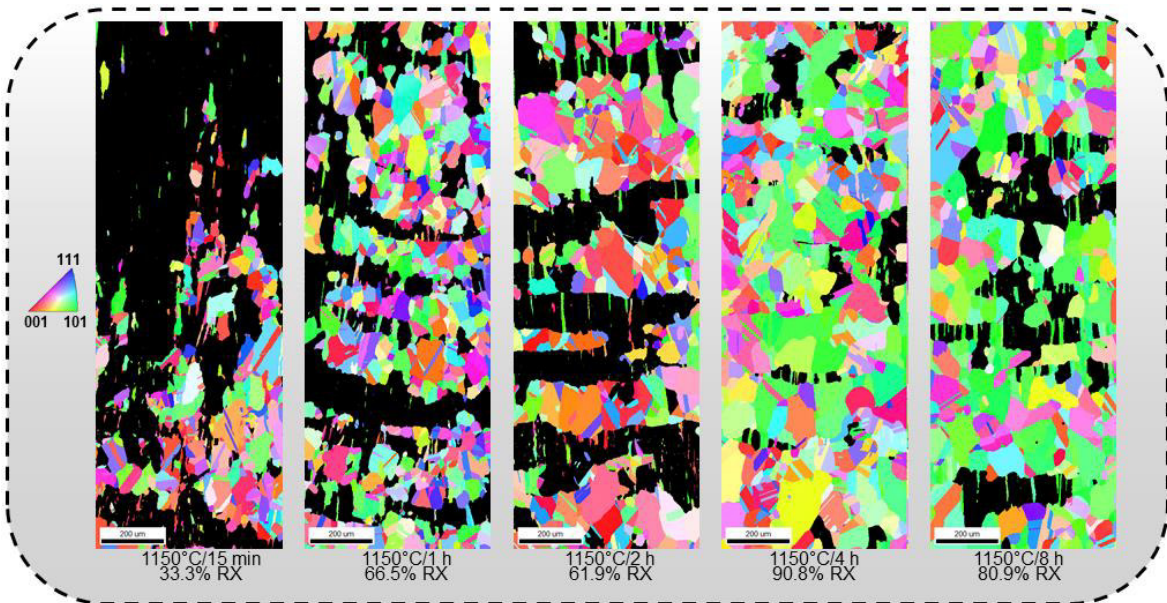 111
001 101
200 um
200 um
200 um
200 um
200 um
1150°C/15 min
33.3% RX
1150°C/1 h
66.5% RX
1150°C/2 h
61.9% RX
1150°C/4 h
90.8% RX
1150°C/8 h
80.9% RX